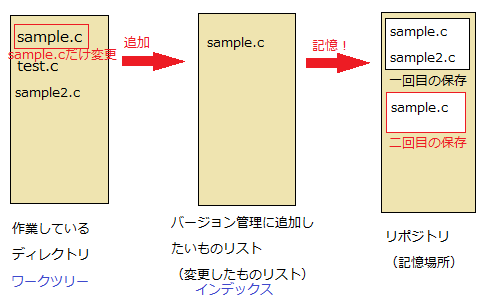 sample.c
sample.cだけ変更
test.c
sample2.c
作業している
ディレクトリ
ワークツリー
追加
sample.c
バージョン管理に追加し
たいものリスト
（変更したものリスト）
インデックス
記憶！
sample.c
sample2.c
一回目の保存
sample.c
二回目の保存
リポジトリ
（記憶場所）